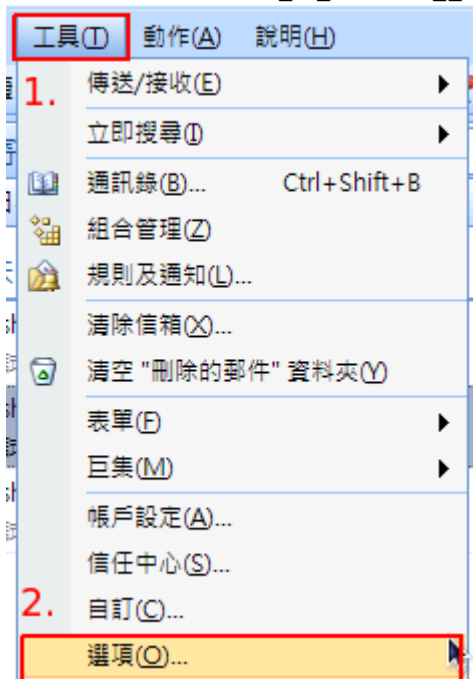 工具(T) 動作(A) 說明(H)
1.
傳送/接收(E)
立即搜尋(I)
通訊錄(B)... Ctrl+Shift+B
組合管理(Z)
規則及通知(L)...
清除信箱(X)...
清空 "刪除的郵件" 資料夾(Y)
表單(F)
巨集(M)
帳戶設定(A)...
信任中心(S)...
2.
自訂(C)...
選項(O)...